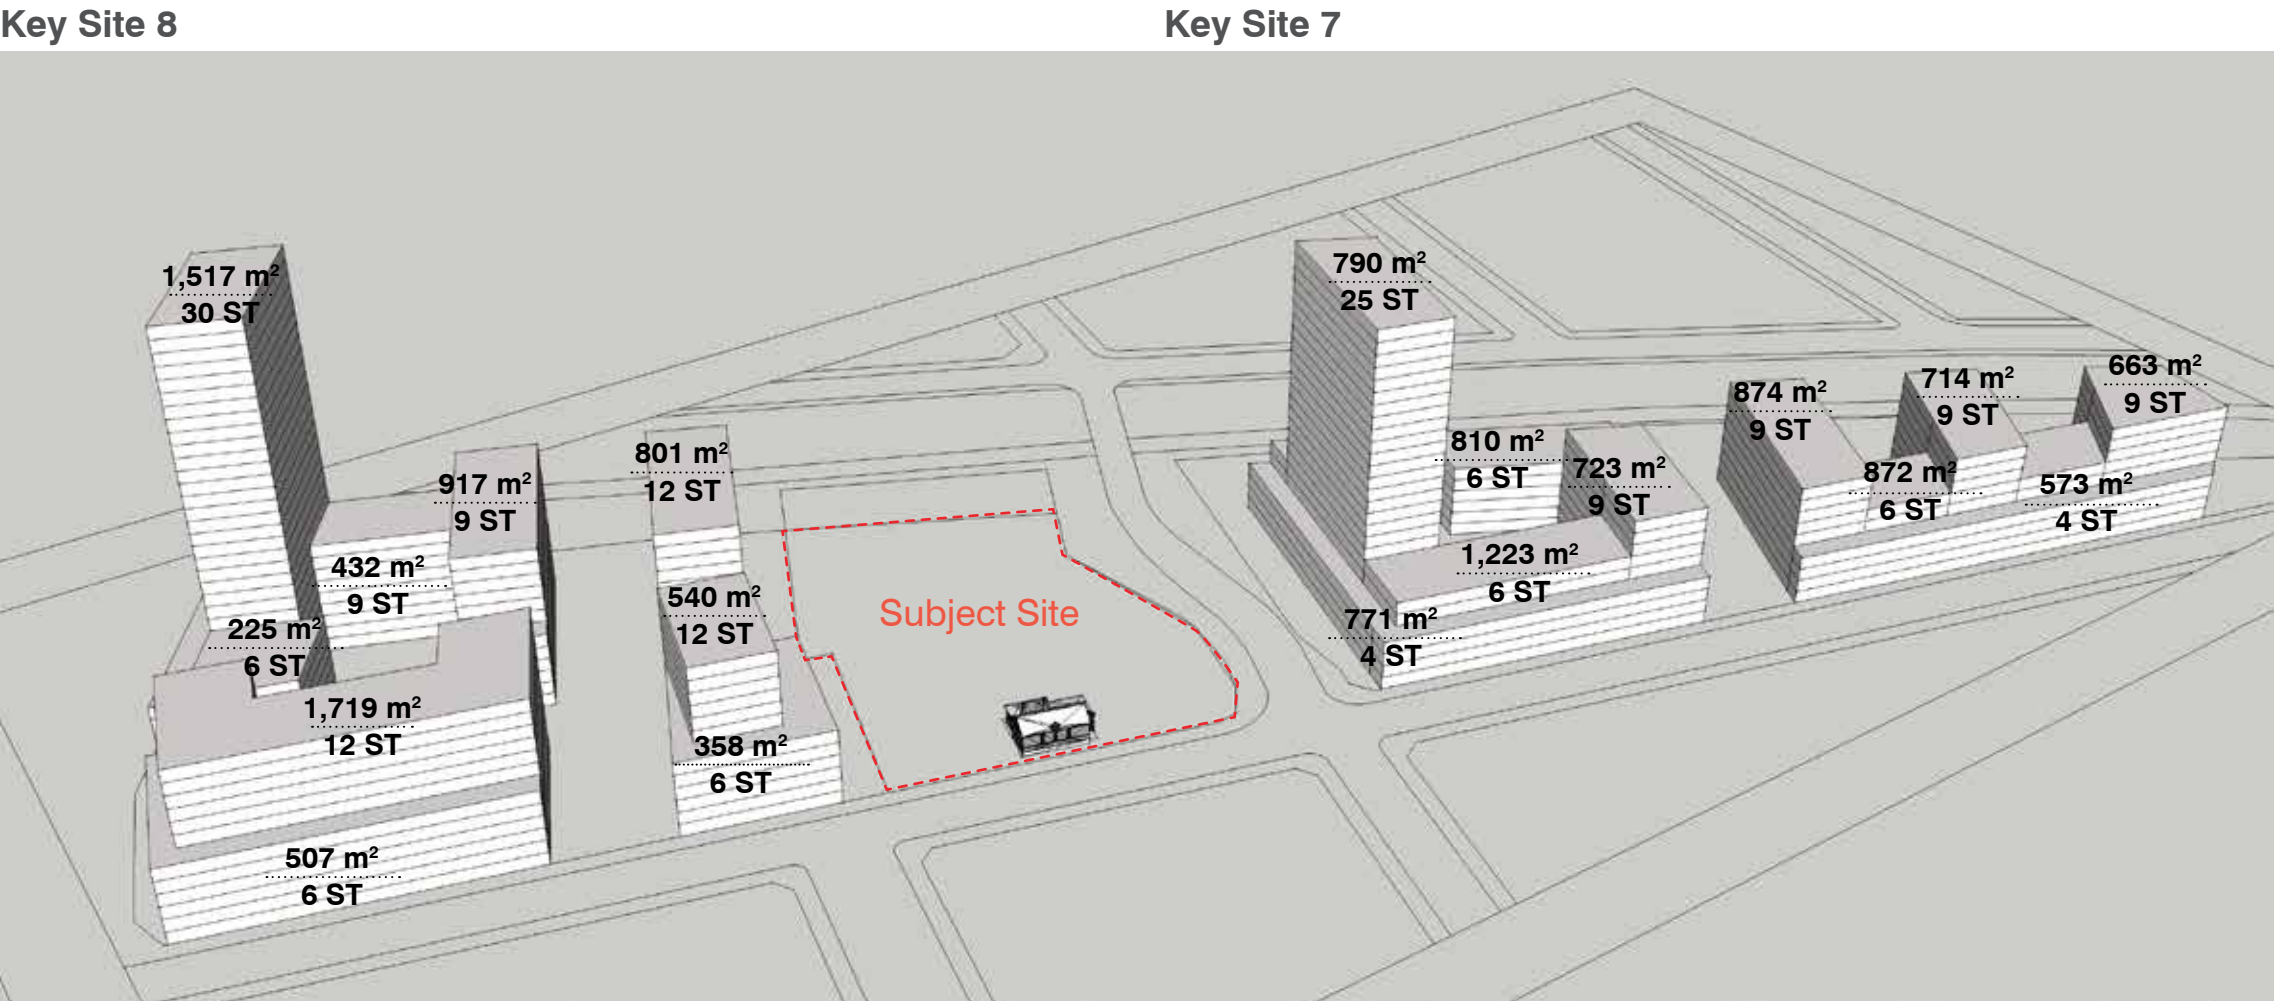 Key Site 8
Key Site 7
1,517 m²
30 ST
432 m²
9 ST
917 m²
9 ST
225 m²
6 ST
1,719 m²
12 ST
507 m²
6 ST
801 m²
12 ST
540 m²
12 ST
358 m²
6 ST
Subject Site
790 m²
25 ST
810 m²
6 ST
723 m²
9 ST
1,223 m²
6 ST
771 m²
4 ST
874 m²
9 ST
872 m²
6 ST
714 m²
9 ST
573 m²
4 ST
663 m²
9 ST